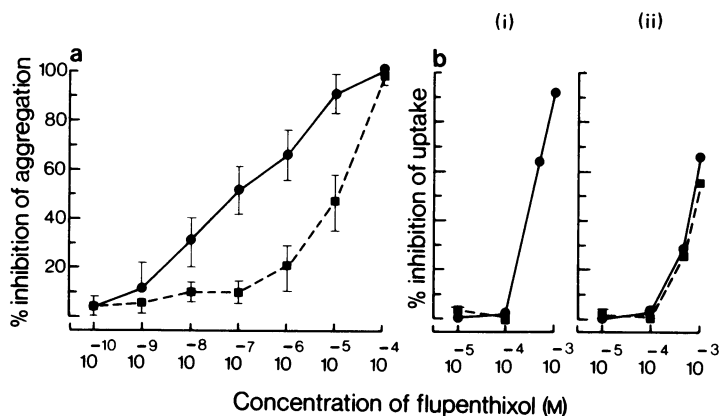 (i) (ii)
a b
% inhibition of aggregation
100
80
60
40
20
10⁻¹⁰ 10⁻⁹ 10⁻⁸ 10⁻⁷ 10⁻⁶ 10⁻⁵ 10⁻⁴
% inhibition of uptake
10⁻⁵ 10⁻⁴ 10⁻³
10⁻⁵ 10⁻⁴ 10⁻³
Concentration of flupenthixol (M)